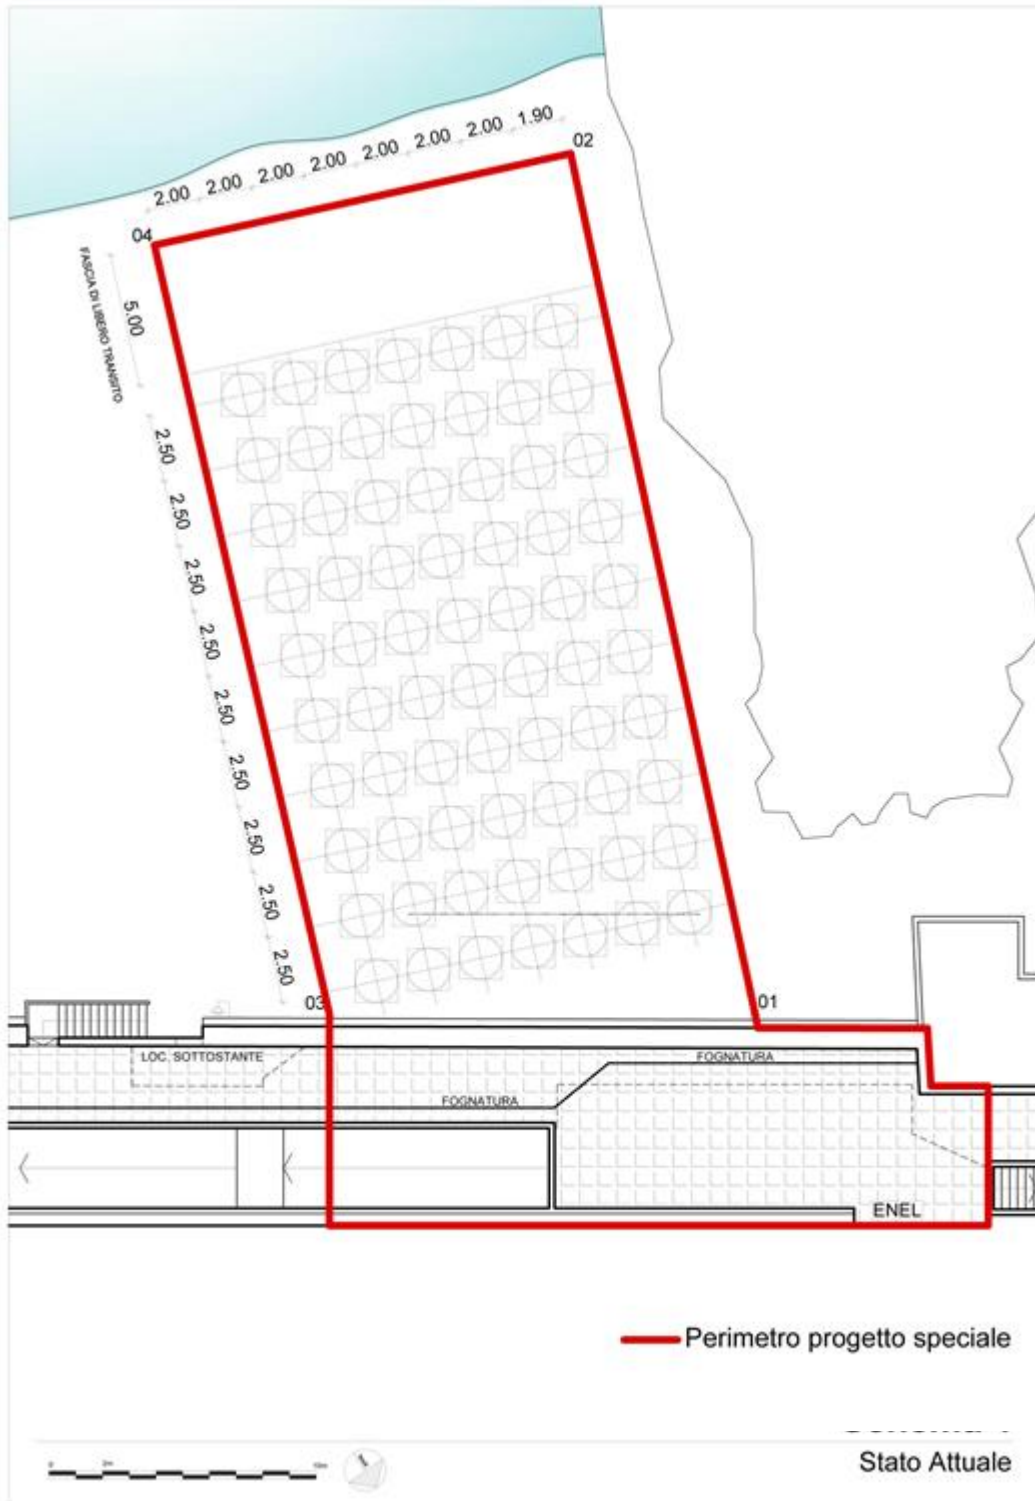 2.00 2.00 2.00 2.00 2.00 2.00 2.00 1.90
02
04
FASCIA DI LIBERO TRANSITO
5.00
2.50
2.50
2.50
2.50
2.50
2.50
2.50
2.50
2.50
03
01
LOC. SOTTOSTANTE
FOGNATURA
FOGNATURA
ENEL
Perimetro progetto speciale
Stato Attuale